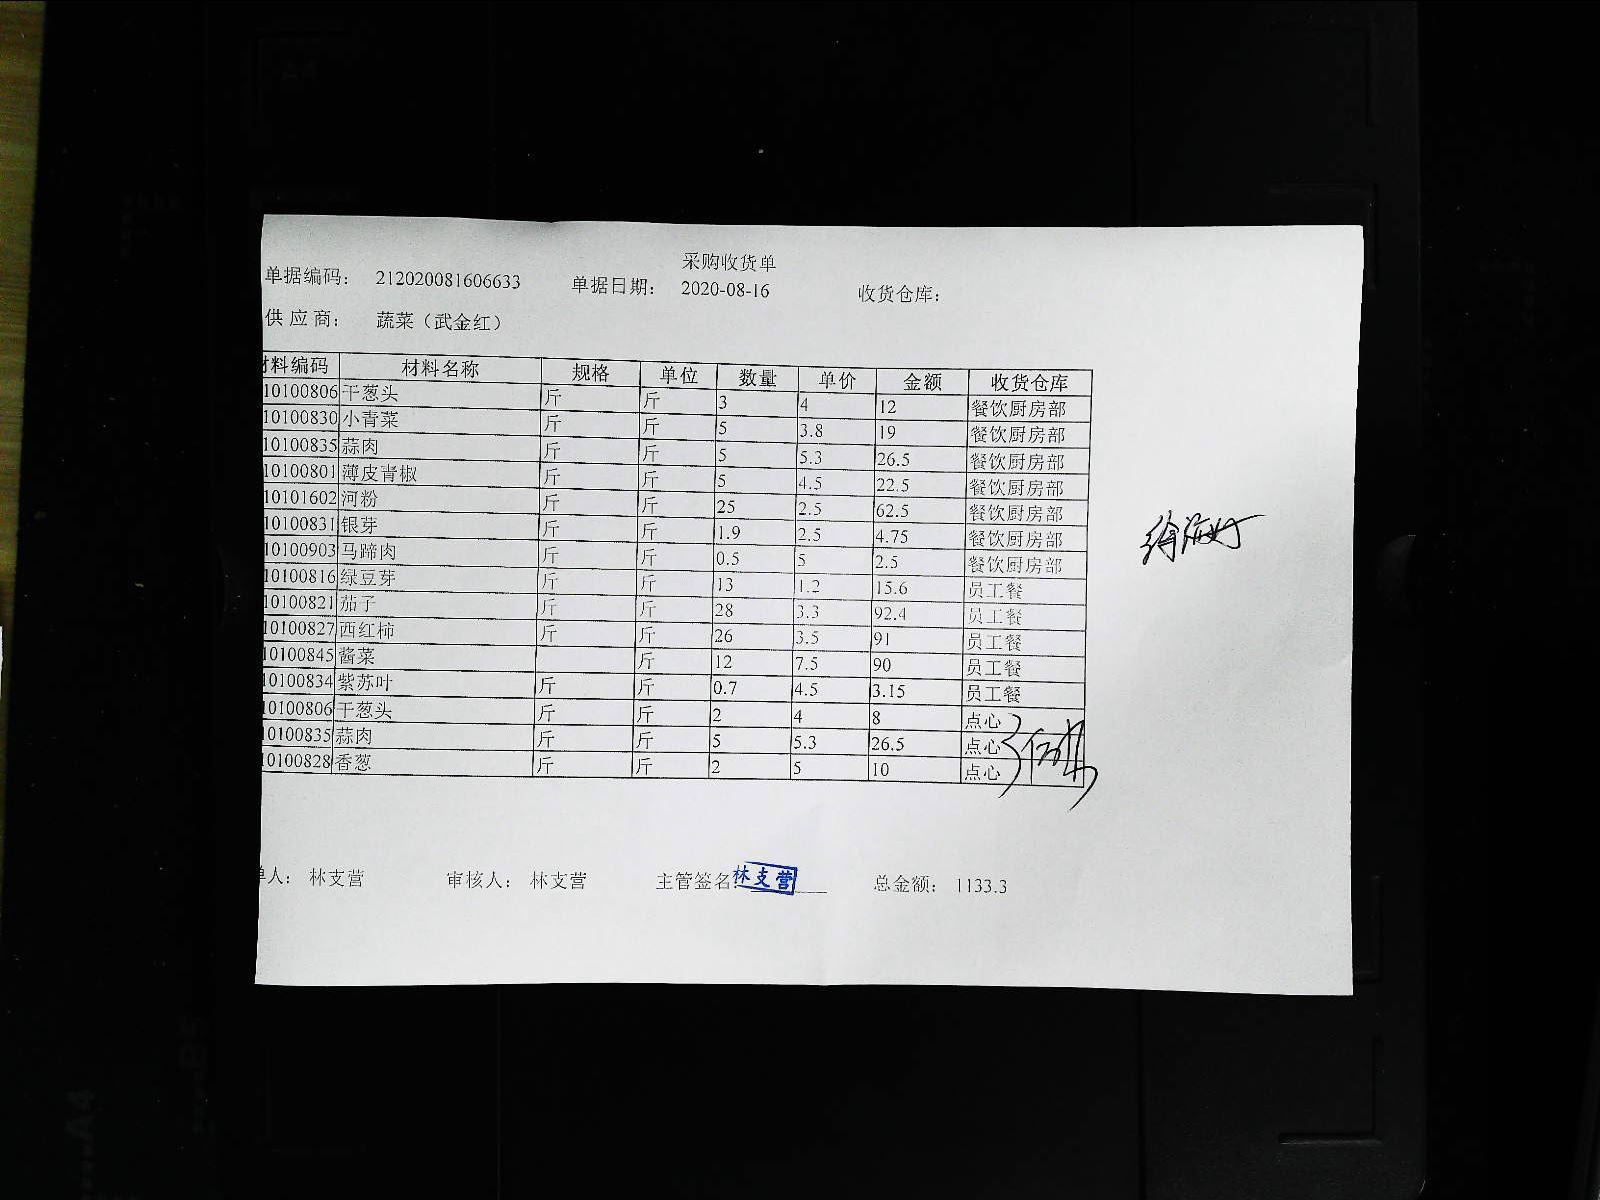 采购收货单
单据编码： 212020081606633 单据日期： 2020-08-16 收货仓库：
供应商： 蔬菜（武金红）
材料编码 材料名称 规格 单位 数量 单价 金额 收货仓库
10100806 干葱头 斤 斤 3 4 12 餐饮厨房部
10100830 小青菜 斤 斤 5 3.8 19 餐饮厨房部
10100835 蒜肉 斤 斤 5 5.3 26.5 餐饮厨房部
10100801 薄皮青椒 斤 斤 5 4.5 22.5 餐饮厨房部
10101602 河粉 斤 斤 25 2.5 62.5 餐饮厨房部
10100831 银芽 斤 斤 1.9 2.5 4.75 餐饮厨房部
10100903 马蹄肉 斤 斤 0.5 5 2.5 餐饮厨房部
10100816 绿豆芽 斤 斤 13 1.2 15.6 员工餐
10100821 茄子 斤 斤 28 3.3 92.4 员工餐
10100827 西红柿 斤 斤 26 3.5 91 员工餐
10100845 酱菜 斤 12 7.5 90 员工餐
10100834 紫苏叶 斤 斤 0.7 4.5 3.15 员工餐
10100806 干葱头 斤 斤 2 4 8 点心
10100835 蒜肉 斤 斤 5 5.3 26.5 点心
10100828 香葱 斤 斤 2 5 10 点心
单人： 林支营 审核人： 林支营 主管签名： 林支营 总金额： 1133.3